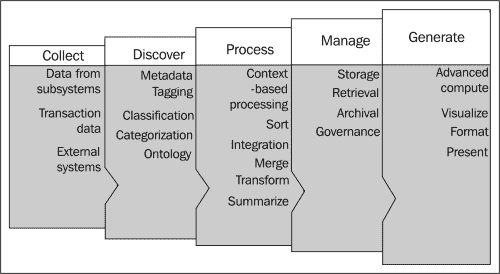 Collect
Data from
subsystems
Transaction
data
External
systems
Discover
Metadata
Tagging
Classification
Categorization
Ontology
Process
Context
-based
processing
Sort
Integration
Merge
Transform
Summarize
Manage
Storage
Retrieval
Archival
Governance
Generate
Advanced
compute
Visualize
Format
Present